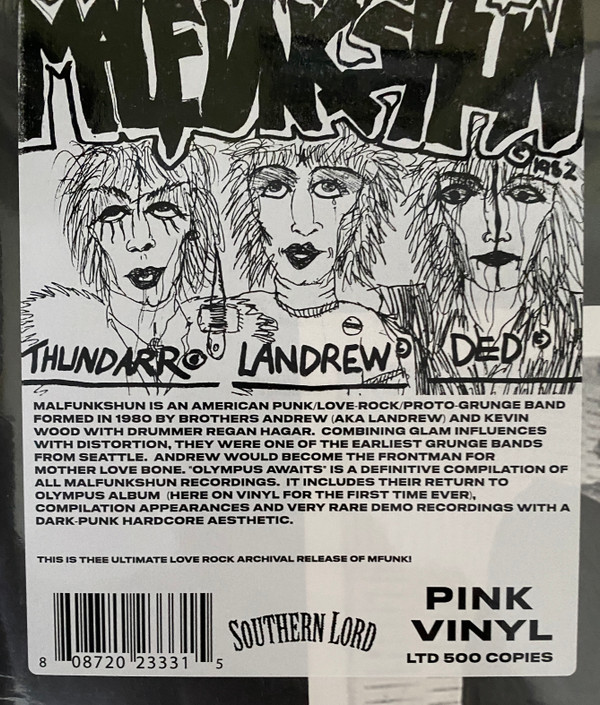 MALFUNKSHUN
© 1982
THUNDARR © LANDREW © DED ©
MALFUNKSHUN IS AN AMERICAN PUNK/LOVE-ROCK/PROTO-GRUNGE BAND
FORMED IN 1980 BY BROTHERS ANDREW (AKA LANDREW) AND KEVIN
WOOD WITH DRUMMER REGAN HAGAR. COMBINING GLAM INFLUENCES
WITH DISTORTION, THEY WERE ONE OF THE EARLIEST GRUNGE BANDS
FROM SEATTLE. ANDREW WOULD BECOME THE FRONTMAN FOR
MOTHER LOVE BONE. "OLYMPUS AWAITS" IS A DEFINITIVE COMPILATION OF
ALL MALFUNKSHUN RECORDINGS. IT INCLUDES THEIR RETURN TO
OLYMPUS ALBUM (HERE ON VINYL FOR THE FIRST TIME EVER),
COMPILATION APPEARANCES AND VERY RARE DEMO RECORDINGS WITH A
DARK-PUNK HARDCORE AESTHETIC.
THIS IS THEE ULTIMATE LOVE ROCK ARCHIVAL RELEASE OF MFUNK!
8 08720 23331 5
SOUTHERN LORD
PINK
VINYL
LTD 500 COPIES